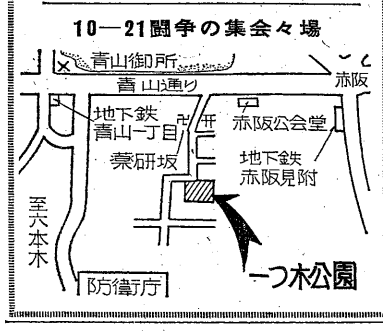 10―21闘争の集会々場
青山御所
青山通り
赤阪
地下鉄
青山一丁目
卍
赤阪公会堂
薬研坂
地下鉄
赤阪見附
至六本木
一つ木公園
防衛庁